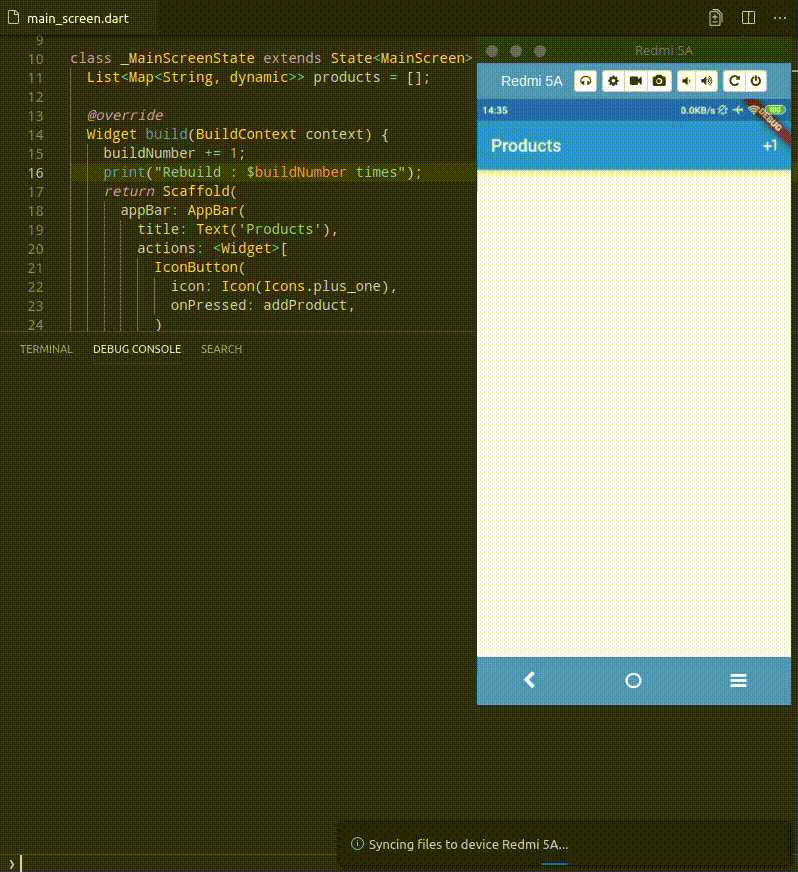 main_screen.dart
9
10 class _MainScreenState extends State<MainScreen>
11 List<Map<String, dynamic>> products = [];
12
13 @override
14 Widget build(BuildContext context) {
15 buildNumber += 1;
16 print("Rebuild : $buildNumber times");
17 return Scaffold(
18 appBar: AppBar(
19 title: Text('Products'),
20 actions: <Widget>[
21 IconButton(
22 icon: Icon(Icons.plus_one),
23 onPressed: addProduct,
24 )
TERMINAL DEBUG CONSOLE SEARCH
Redmi 5A
Redmi 5A
14:35 0.0KB/s 100
DEBUG
Products +1
Syncing files to device Redmi 5A...
❯